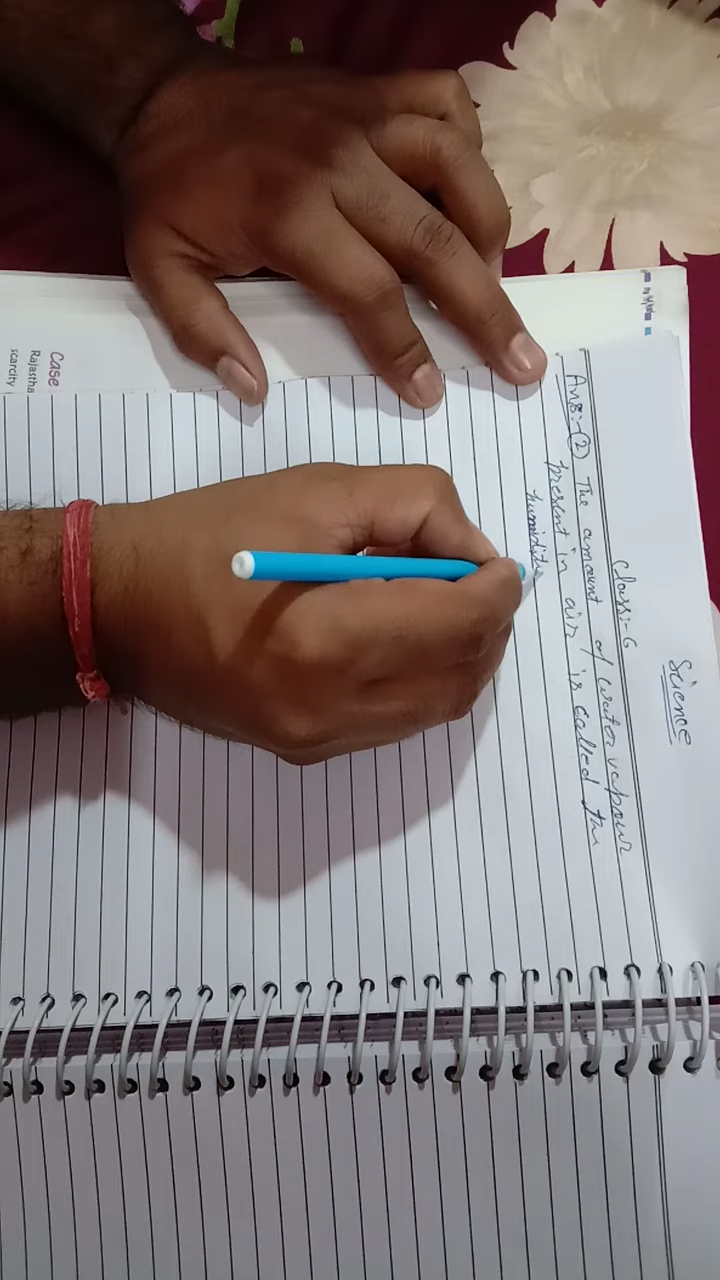 Science
Class:- 6
Ans:- (2) The amount of water vapour
present in air is called the
humidity
Case
Rajastha
scarcity